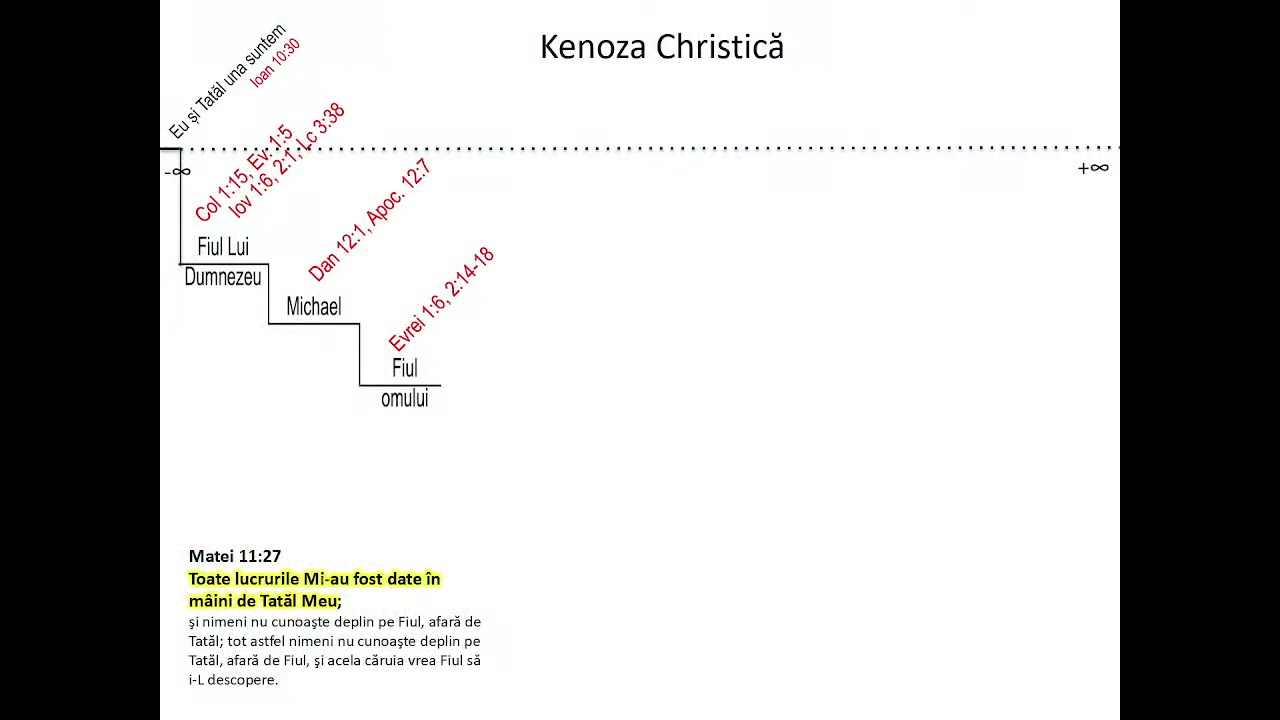 Kenoza Christică
Eu și Tatăl una suntem
Ioan 10:30
-∞
+∞
Col 1:15, Ev. 1:5
Iov 1:6, 2:1, Lc 3:38
Fiul Lui
Dumnezeu
Dan 12:1, Apoc. 12:7
Michael
Evrei 1:6, 2:14-18
Fiul
omului
Matei 11:27
Toate lucrurile Mi-au fost date în
mâini de Tatăl Meu;
şi nimeni nu cunoaşte deplin pe Fiul, afară de
Tatăl; tot astfel nimeni nu cunoaşte deplin pe
Tatăl, afară de Fiul, şi acela căruia vrea Fiul să
i-L descopere.